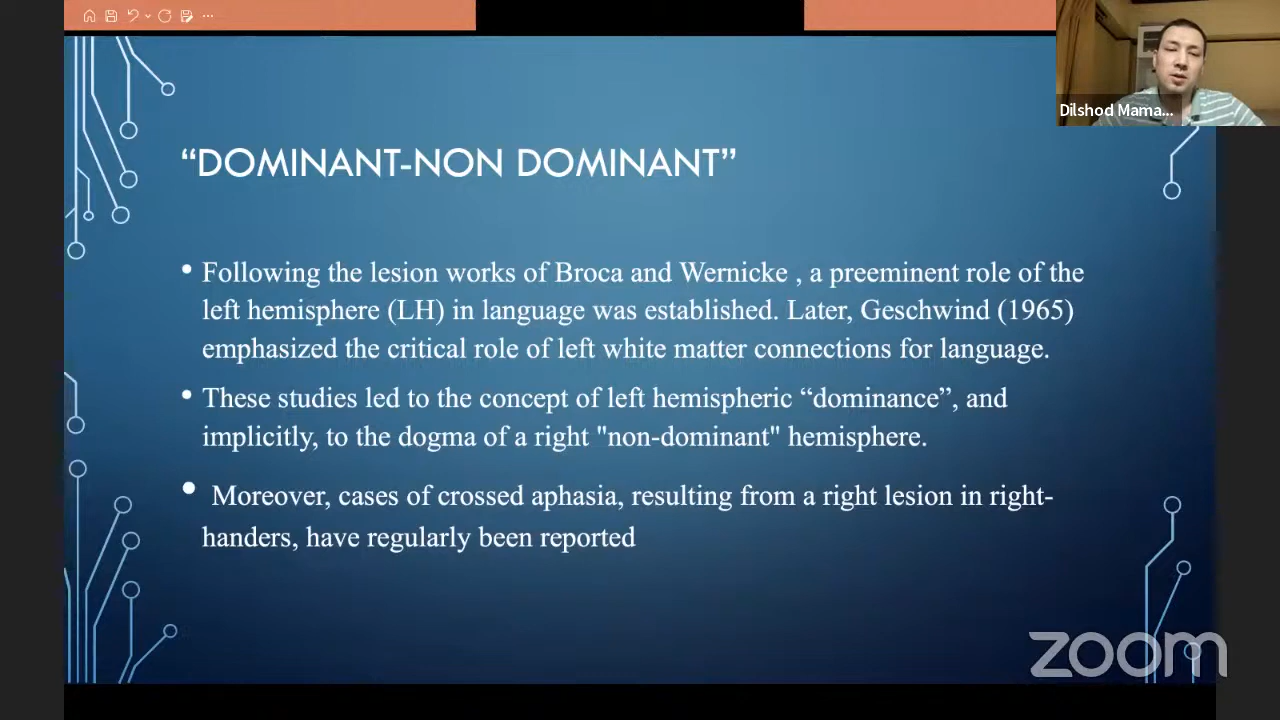 Dilshod Mama...
“DOMINANT-NON DOMINANT”
• Following the lesion works of Broca and Wernicke , a preeminent role of the
left hemisphere (LH) in language was established. Later, Geschwind (1965)
emphasized the critical role of left white matter connections for language.
• These studies led to the concept of left hemispheric “dominance”, and
implicitly, to the dogma of a right "non-dominant" hemisphere.
• Moreover, cases of crossed aphasia, resulting from a right lesion in right-
handers, have regularly been reported
zoom